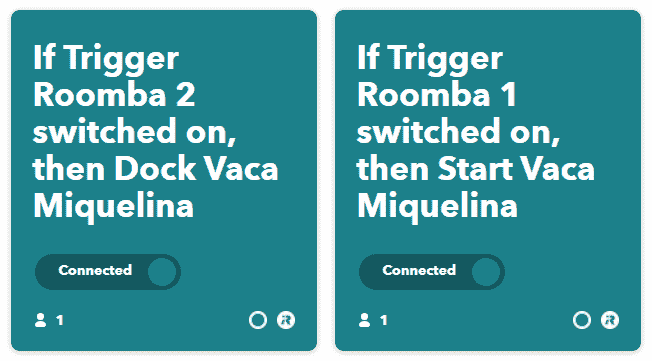 If Trigger
Roomba 2
switched on,
then Dock Vaca
Miquelina
Connected
1
If Trigger
Roomba 1
switched on,
then Start Vaca
Miquelina
Connected
1